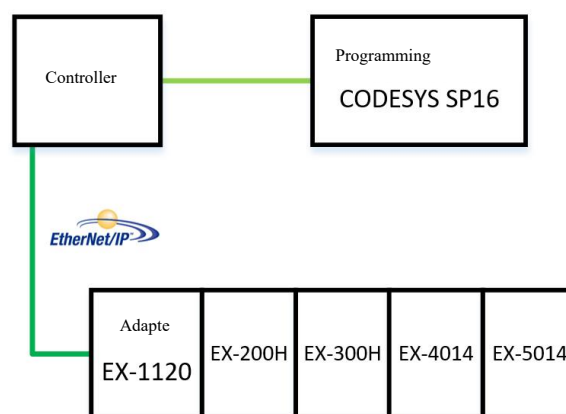 Controller
Programming
CODESYS SP16
EtherNet/IP
Adapte
EX-1120
EX-200H
EX-300H
EX-4014
EX-5014